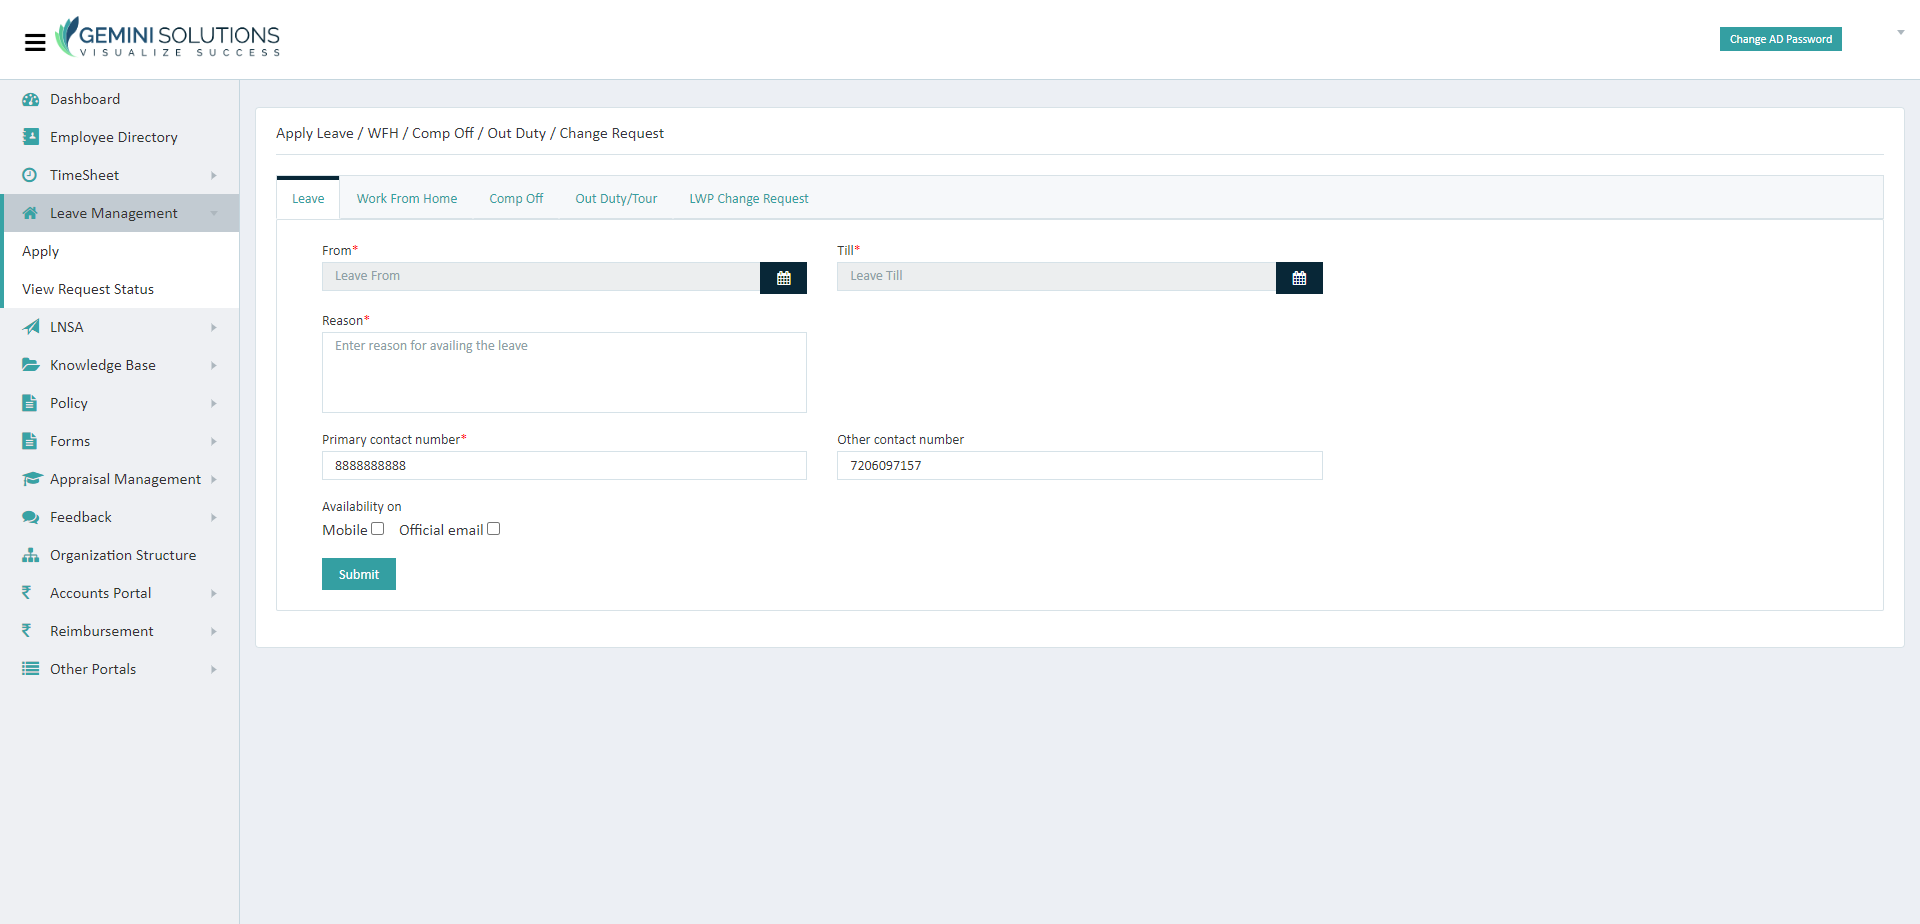 GEMINI SOLUTIONS
VISUALIZE SUCCESS
Change AD Password
Dashboard
Employee Directory
TimeSheet
Leave Management
Apply
View Request Status
LNSA
Knowledge Base
Policy
Forms
Appraisal Management
Feedback
Organization Structure
Accounts Portal
Reimbursement
Other Portals
Apply Leave / WFH / Comp Off / Out Duty / Change Request
Leave Work From Home Comp Off Out Duty/Tour LWP Change Request
From* Till*
Leave From Leave Till
Reason*
Enter reason for availing the leave
Primary contact number* Other contact number
8888888888 7206097157
Availability on
Mobile Official email
Submit